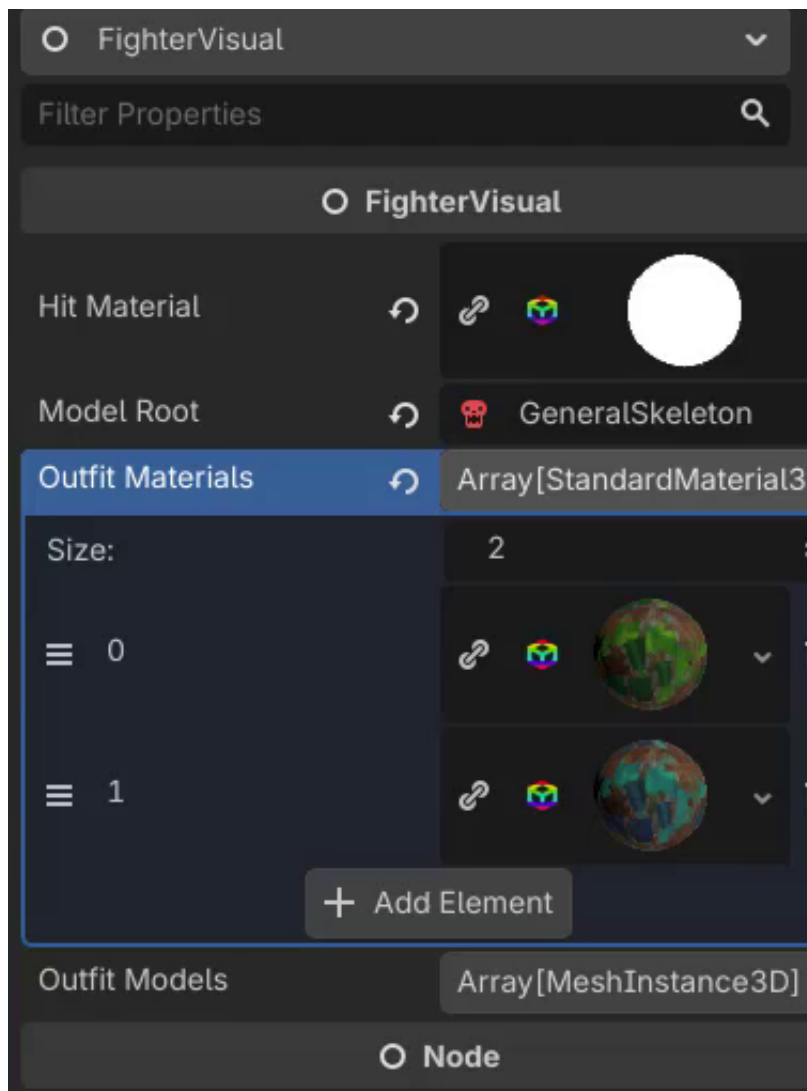 FighterVisual
Filter Properties
FighterVisual
Hit Material
Model Root GeneralSkeleton
Outfit Materials Array[StandardMaterial3
Size: 2
0
1
+ Add Element
Outfit Models Array[MeshInstance3D]
Node